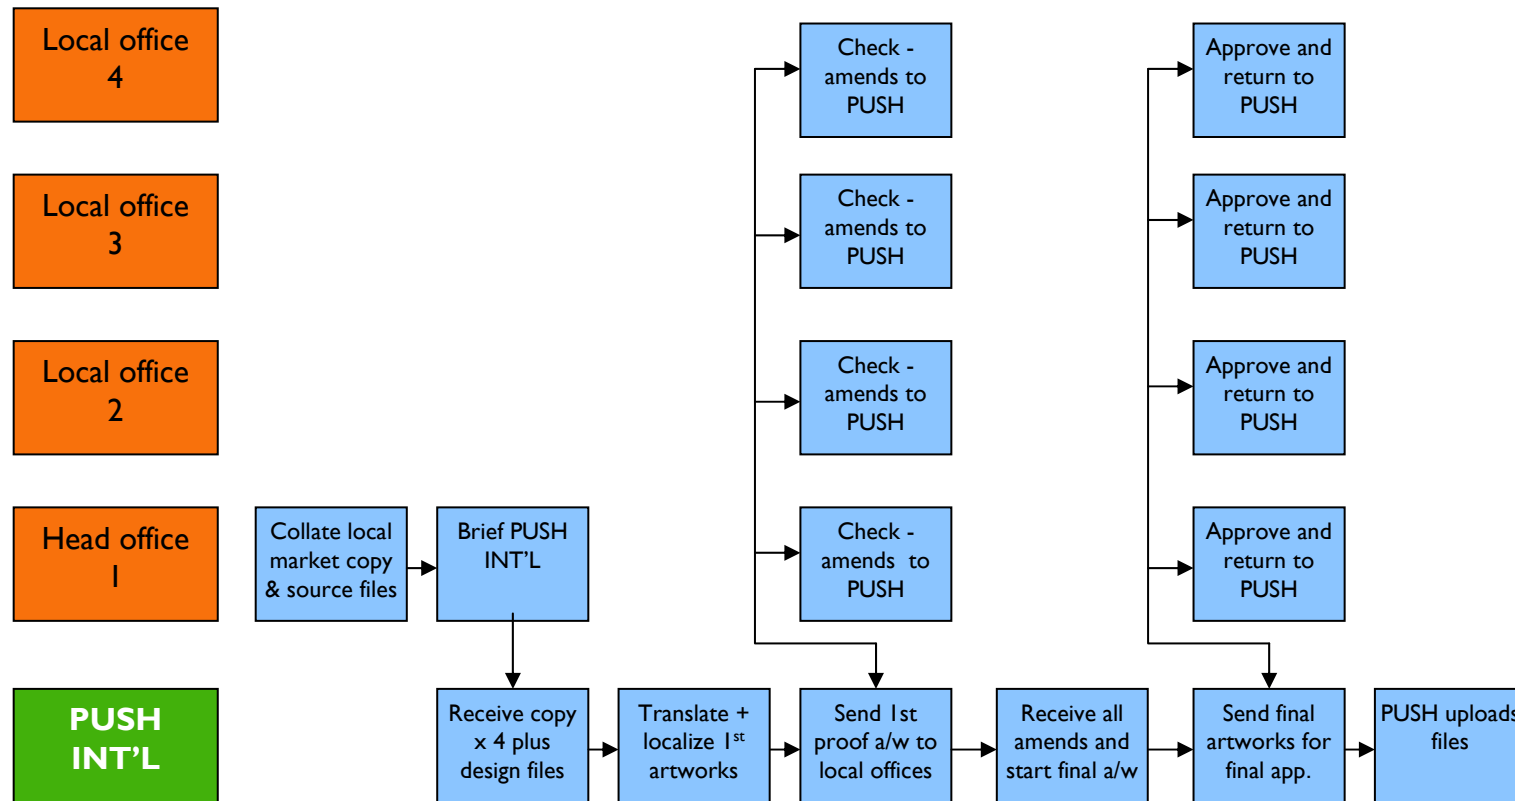 Local office
4
Check -
amends to
PUSH
Approve and
return to
PUSH
Local office
3
Check -
amends to
PUSH
Approve and
return to
PUSH
Local office
2
Check -
amends to
PUSH
Approve and
return to
PUSH
Head office
1
Collate local
market copy
& source files
Brief PUSH
INT’L
Check -
amends to
PUSH
Approve and
return to
PUSH
PUSH
INT’L
Receive copy
x 4 plus
design files
Translate +
localize 1st
artworks
Send 1st
proof a/w to
local offices
Receive all
amends and
start final a/w
Send final
artworks for
final app.
PUSH uploads
files